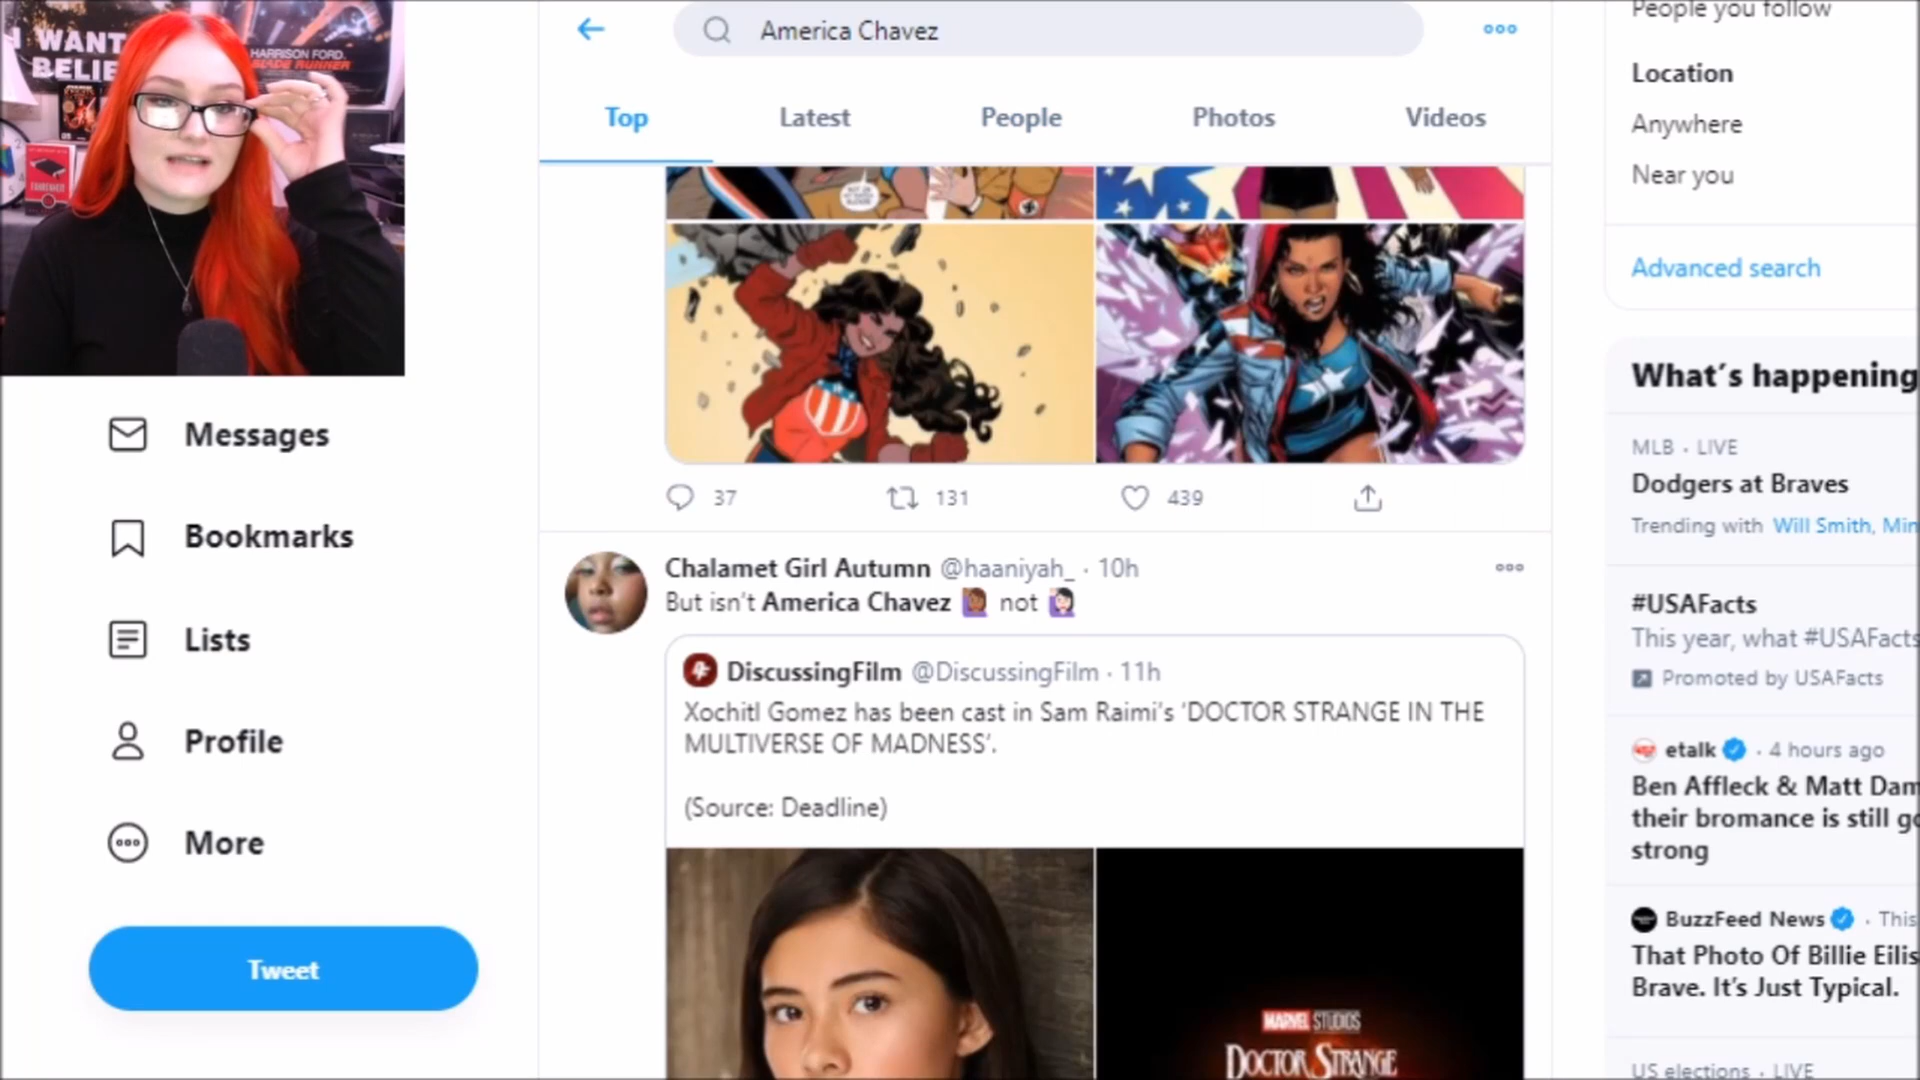 I WANT
BELIE
HARRISON FORD.
BLADE RUNNER
America Chavez
Top
Latest
People
Photos
Videos
37
131
439
Chalamet Girl Autumn @haaniyah_ · 10h
But isn't America Chavez 🙋🏾‍♀️ not 🙋🏻‍♀️
DiscussingFilm @DiscussingFilm · 11h
Xochitl Gomez has been cast in Sam Raimi's 'DOCTOR STRANGE IN THE
MULTIVERSE OF MADNESS'.
(Source: Deadline)
MARVEL STUDIOS
DOCTOR STRANGE
Messages
Bookmarks
Lists
Profile
More
Tweet
People you follow
Location
Anywhere
Near you
Advanced search
What's happening
MLB · LIVE
Dodgers at Braves
Trending with Will Smith, Min
#USAFacts
This year, what #USAFacts
Promoted by USAFacts
etalk · 4 hours ago
Ben Affleck & Matt Dam
their bromance is still go
strong
BuzzFeed News · This
That Photo Of Billie Eilis
Brave. It's Just Typical.
US elections · LIVE